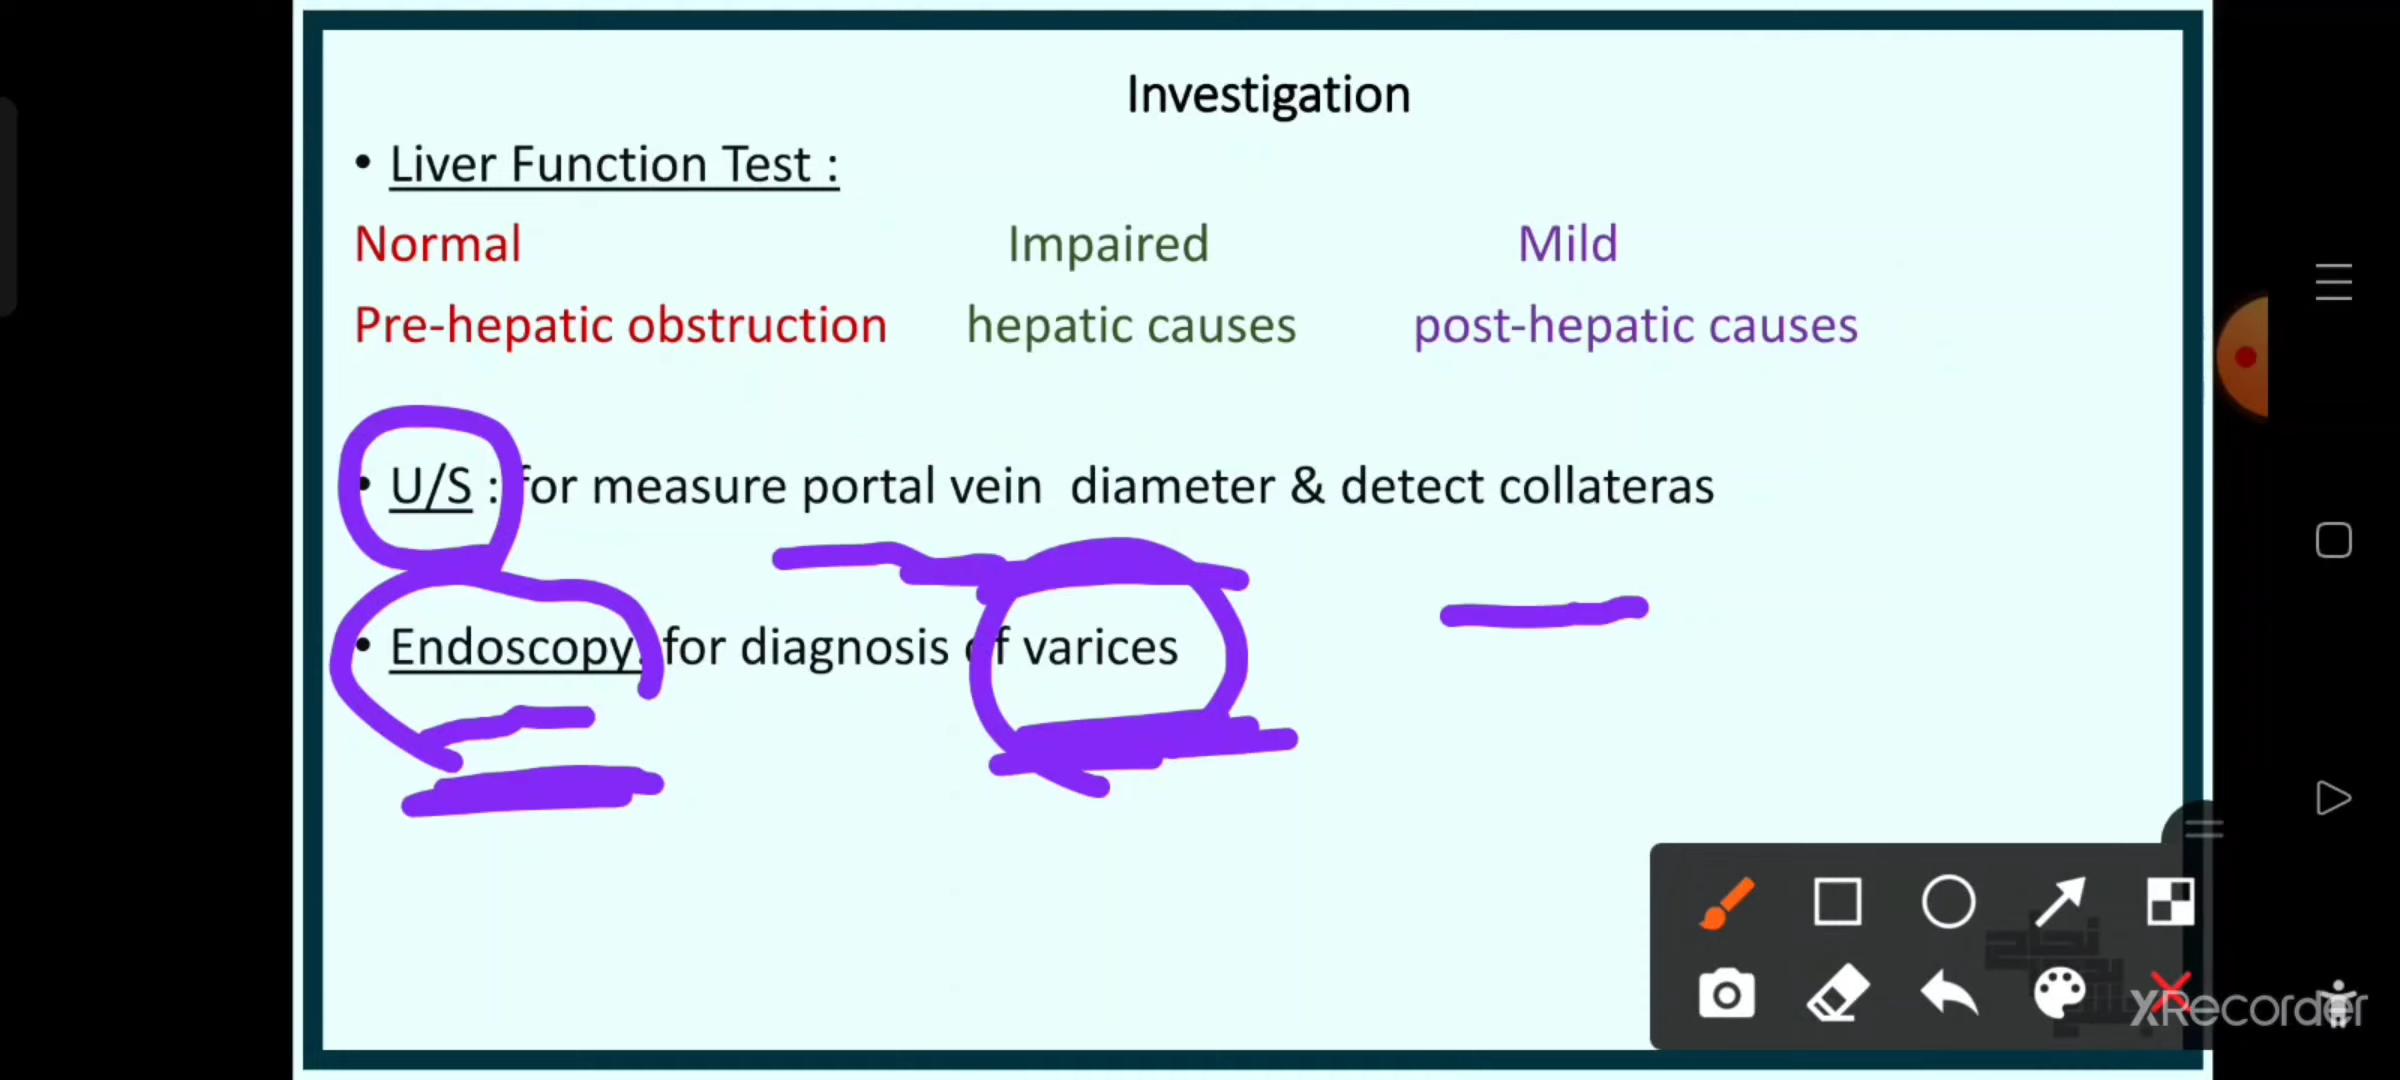 Investigation
• Liver Function Test :
Normal Impaired Mild
Pre-hepatic obstruction hepatic causes post-hepatic causes
• U/S : for measure portal vein diameter & detect collateras
• Endoscopy: for diagnosis of varices
XRecorder